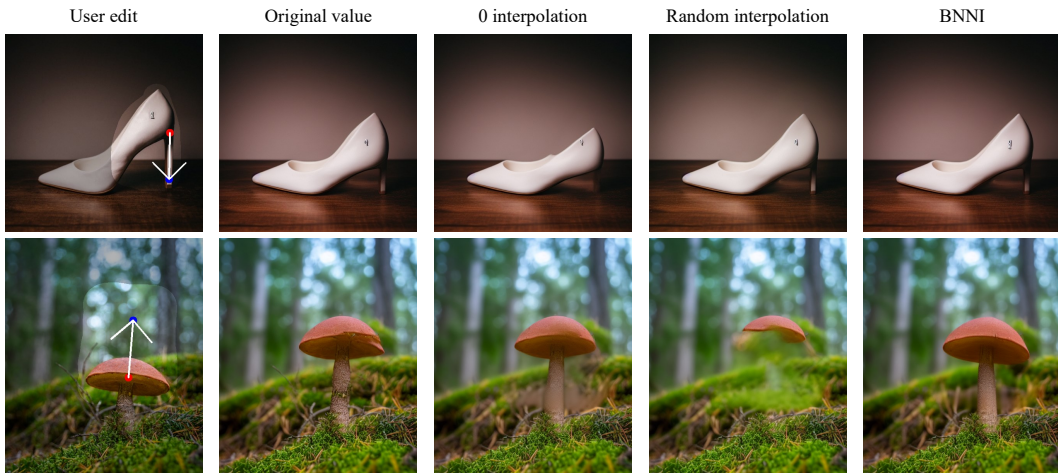 User edit
Original value
0 interpolation
Random interpolation
BNNI